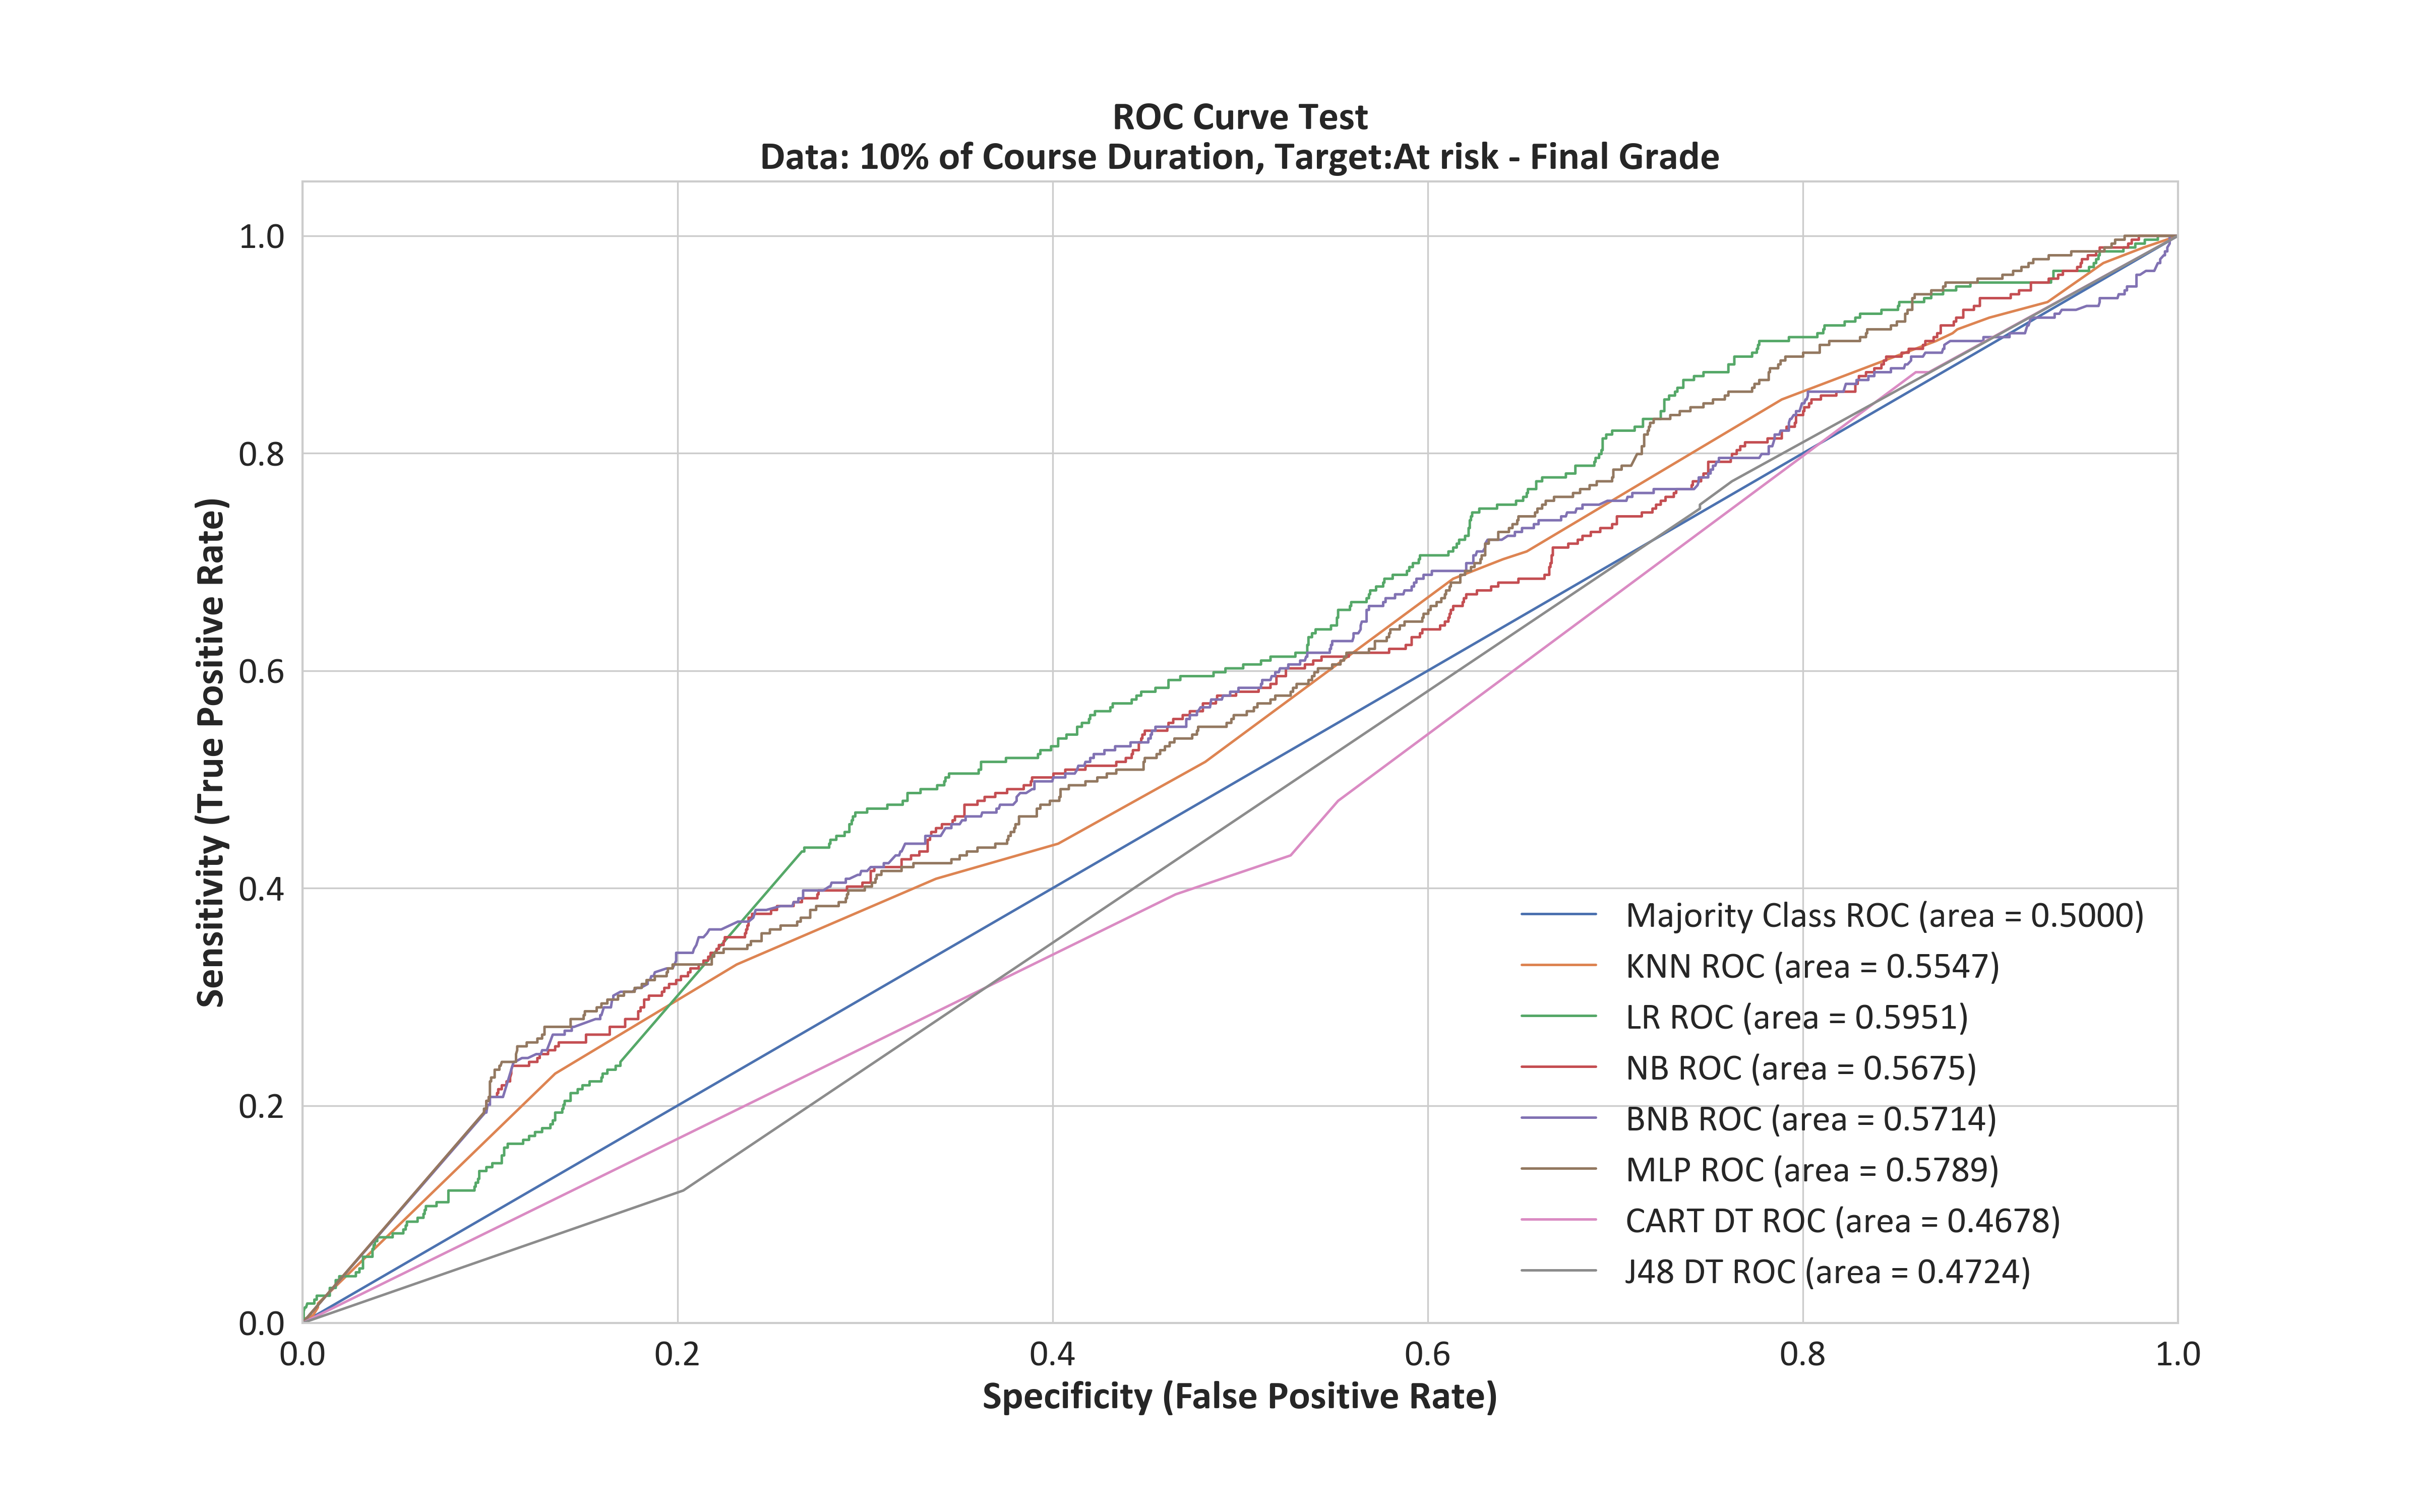 ROC Curve Test
Data: 10% of Course Duration, Target:At risk - Final Grade
Sensitivity (True Positive Rate)
1.0
0.8
0.6
0.4
0.2
0.0
Majority Class ROC (area = 0.5000)
KNN ROC (area = 0.5547)
LR ROC (area = 0.5951)
NB ROC (area = 0.5675)
BNB ROC (area = 0.5714)
MLP ROC (area = 0.5789)
CART DT ROC (area = 0.4678)
J48 DT ROC (area = 0.4724)
0.0 0.2 0.4 0.6 0.8 1.0
Specificity (False Positive Rate)